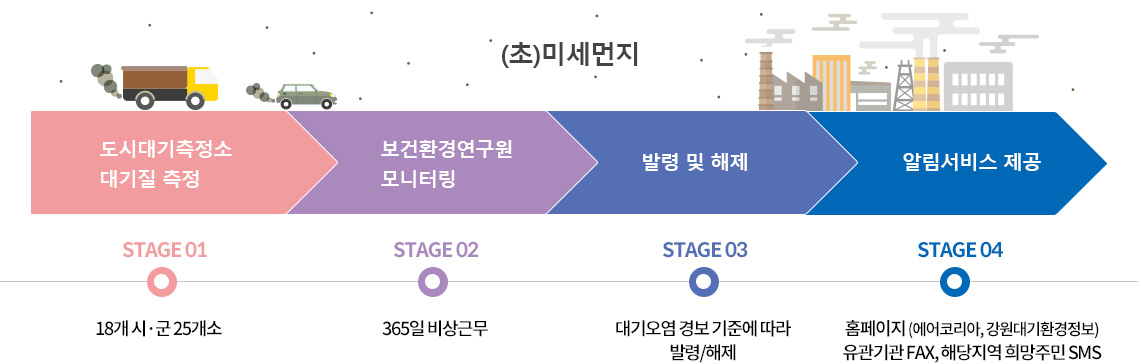 (초)미세먼지
도시대기측정소
대기질 측정
보건환경연구원
모니터링
발령 및 해제
알림서비스 제공
STAGE 01
STAGE 02
STAGE 03
STAGE 04
18개 시·군 25개소
365일 비상근무
대기오염 경보 기준에 따라
발령/해제
홈페이지 (에어코리아, 강원대기환경정보)
유관기관 FAX, 해당지역 희망주민 SMS